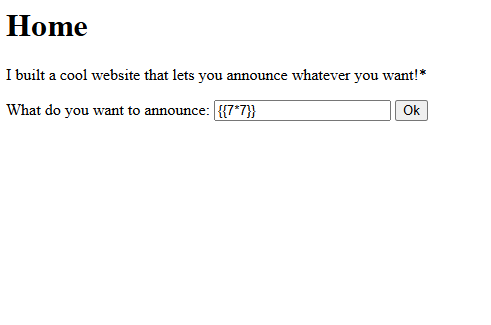 Home
I built a cool website that lets you announce whatever you want!*
What do you want to announce: {{7*7}} Ok